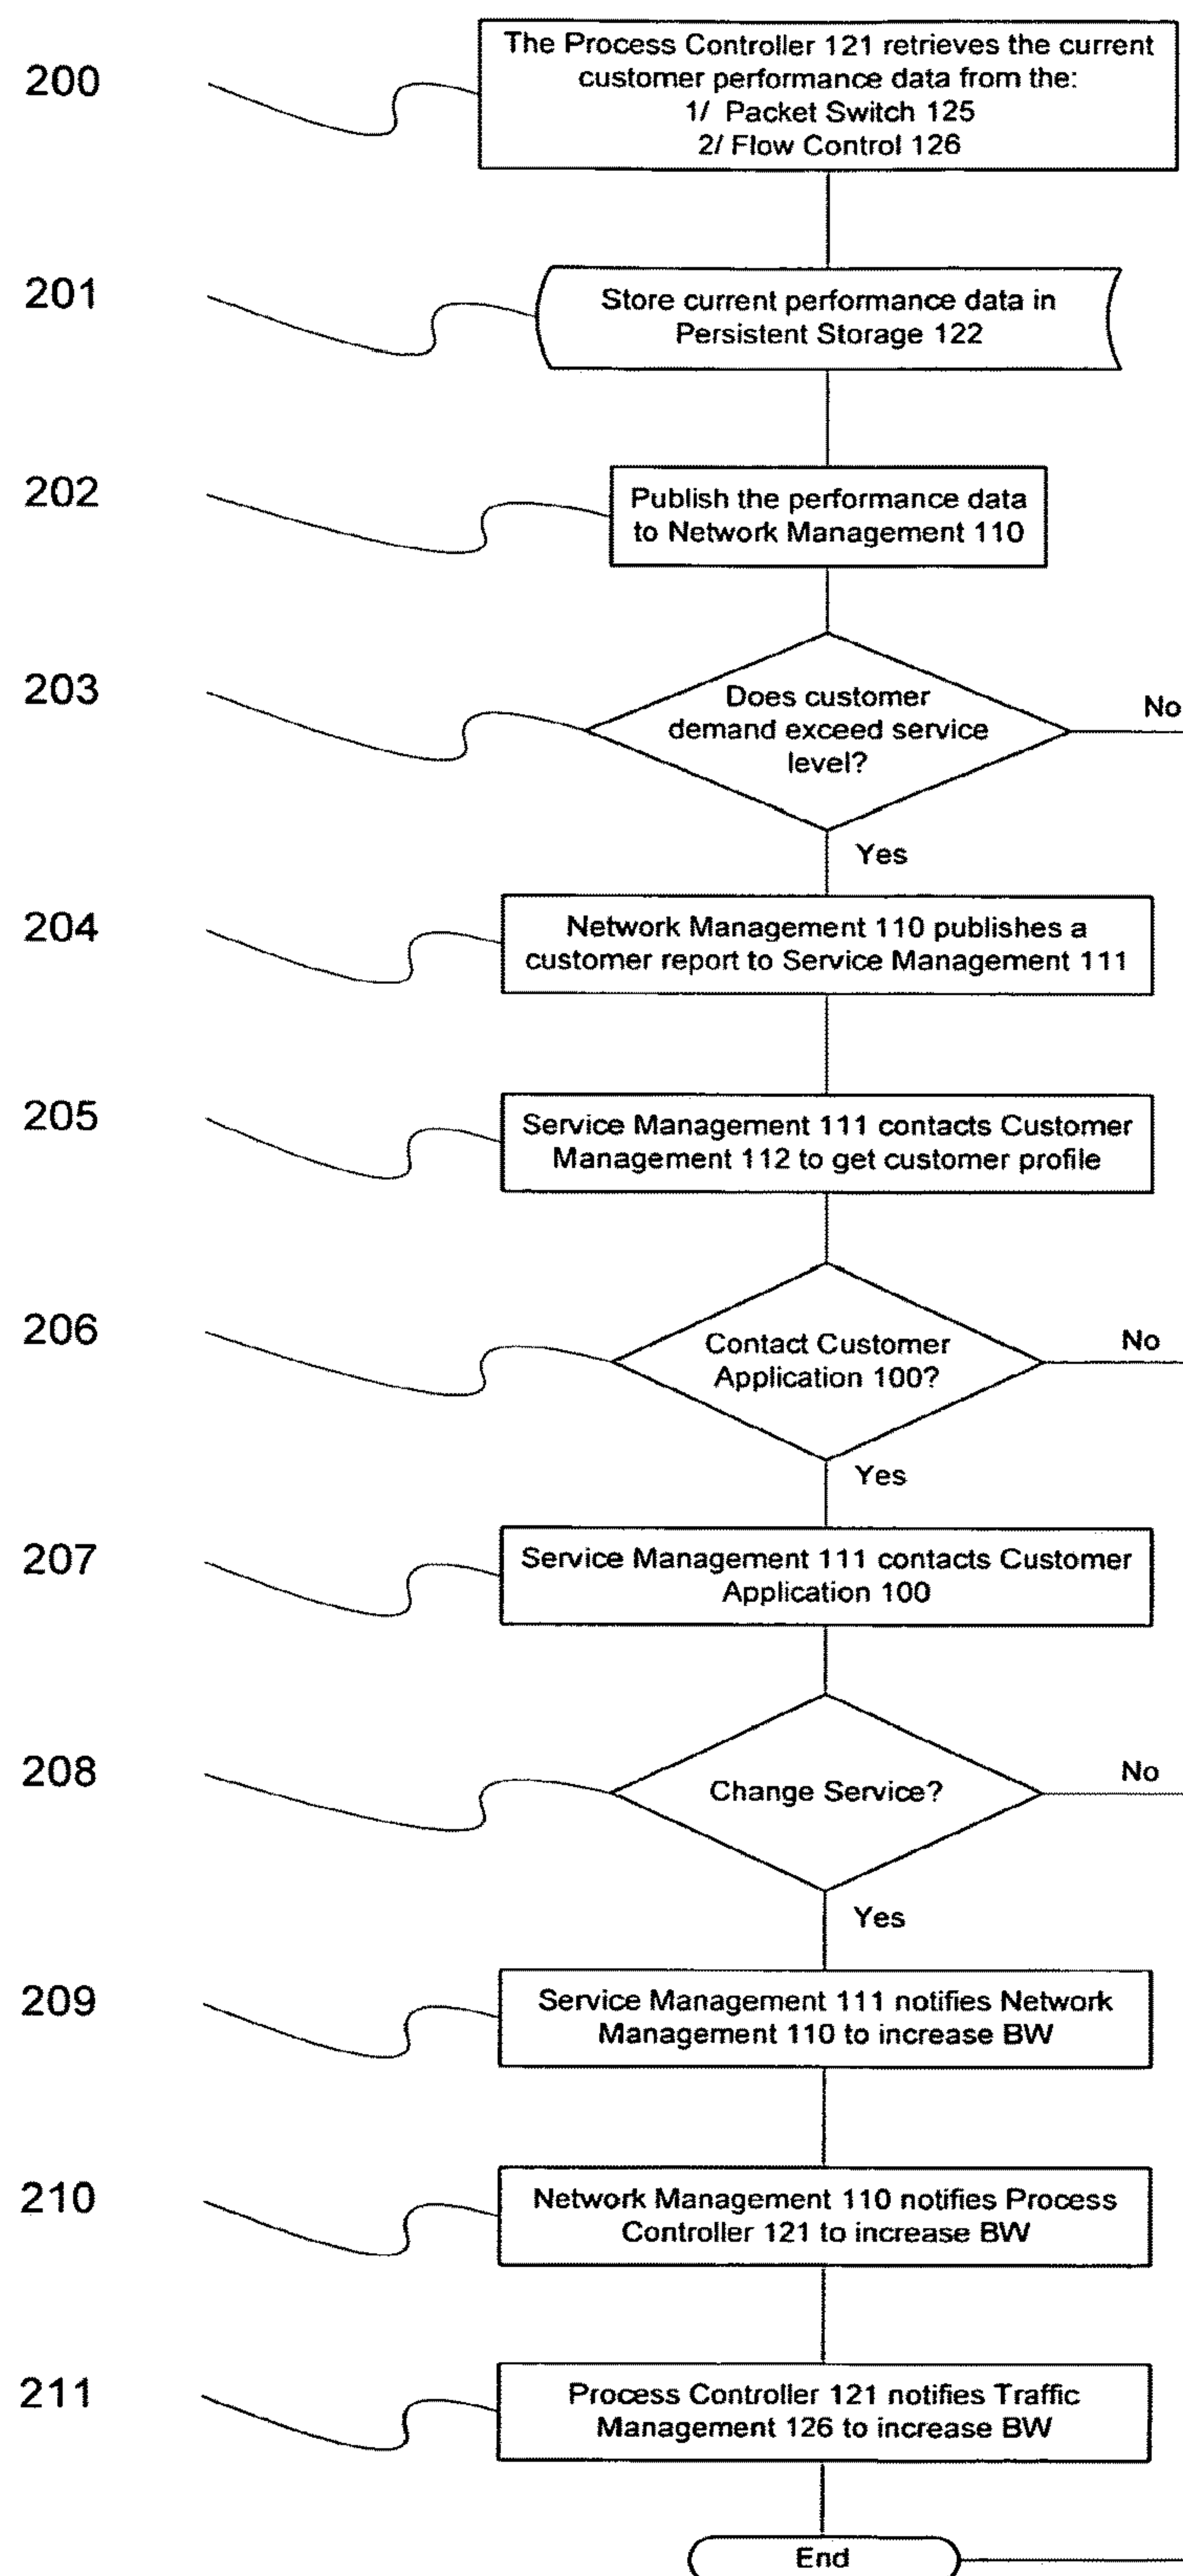 200
The Process Controller 121 retrieves the current
customer performance data from the:
1/ Packet Switch 125
2/ Flow Control 126
201
Store current performance data in
Persistent Storage 122
202
Publish the performance data
to Network Management 110
203
Does customer
demand exceed service
level?
No
Yes
204
Network Management 110 publishes a
customer report to Service Management 111
205
Service Management 111 contacts Customer
Management 112 to get customer profile
206
Contact Customer
Application 100?
No
Yes
207
Service Management 111 contacts Customer
Application 100
208
Change Service?
No
Yes
209
Service Management 111 notifies Network
Management 110 to increase BW
210
Network Management 110 notifies Process
Controller 121 to increase BW
211
Process Controller 121 notifies Traffic
Management 126 to increase BW
End